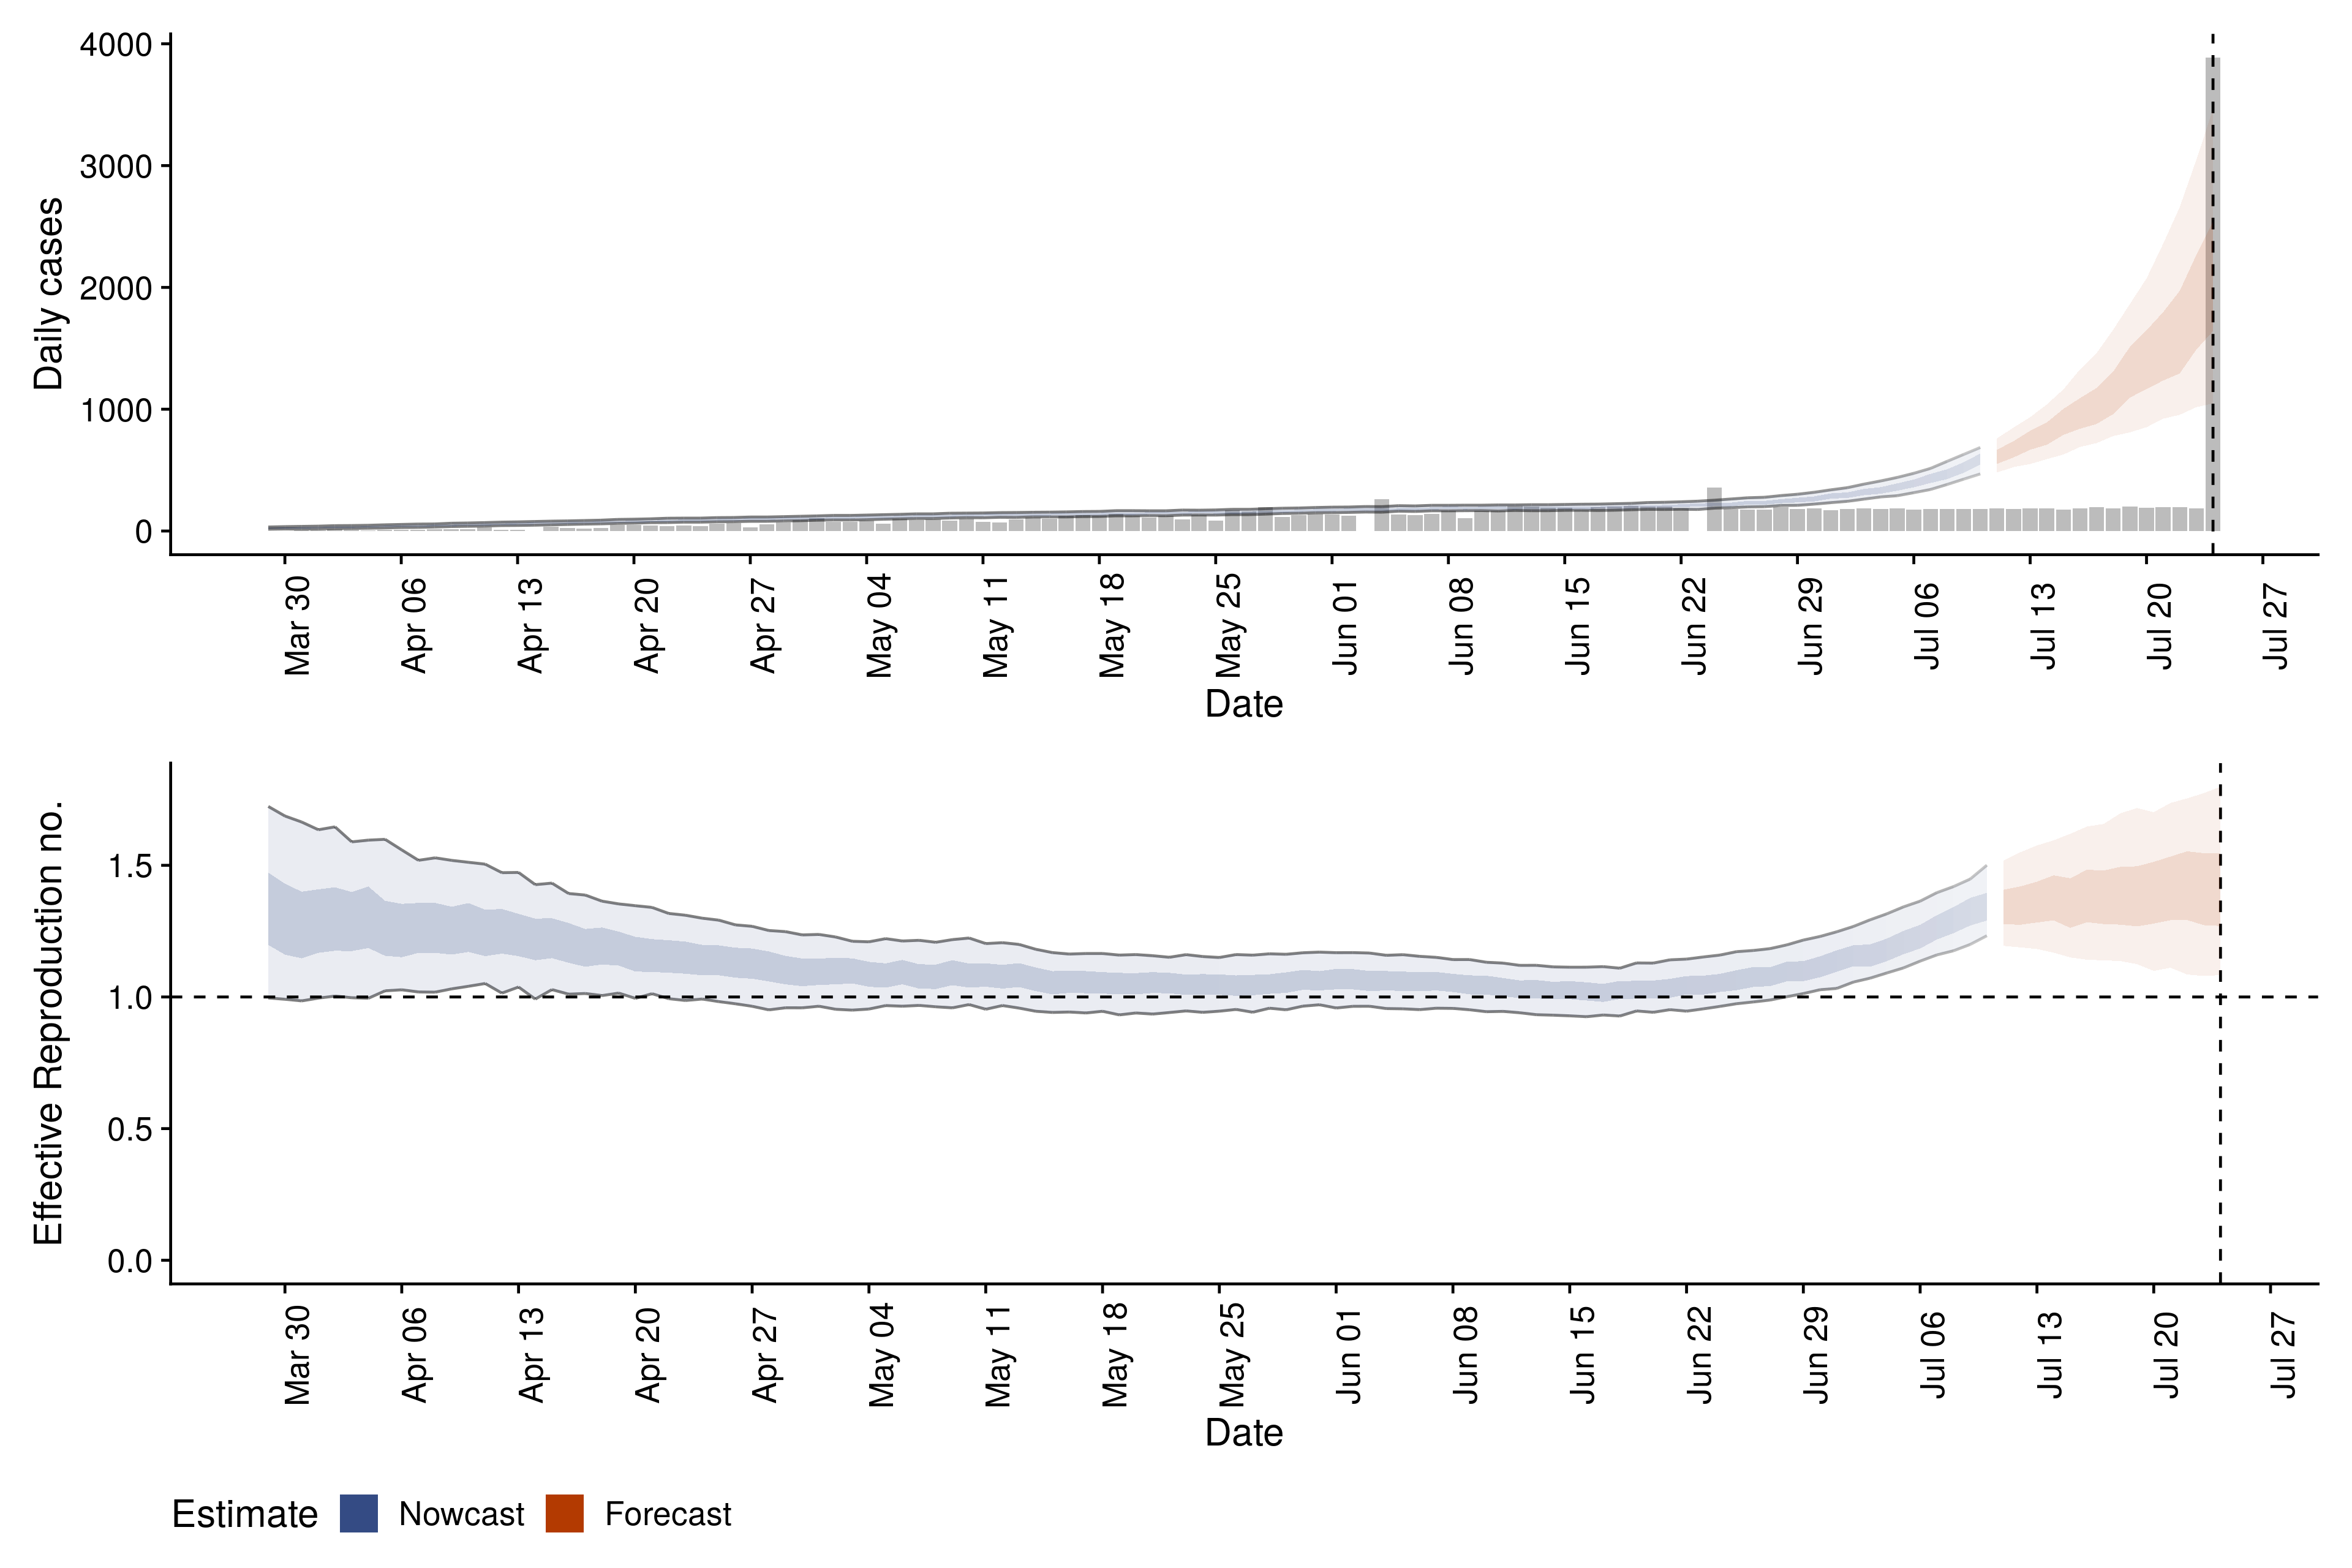 Daily cases
4000
3000
2000
1000
0
Mar 30 Apr 06 Apr 13 Apr 20 Apr 27 May 04 May 11 May 18 May 25 Jun 01 Jun 08 Jun 15 Jun 22 Jun 29 Jul 06 Jul 13 Jul 20 Jul 27
Date
Effective Reproduction no.
1.5
1.0
0.5
0.0
Mar 30 Apr 06 Apr 13 Apr 20 Apr 27 May 04 May 11 May 18 May 25 Jun 01 Jun 08 Jun 15 Jun 22 Jun 29 Jul 06 Jul 13 Jul 20 Jul 27
Date
Estimate Nowcast Forecast